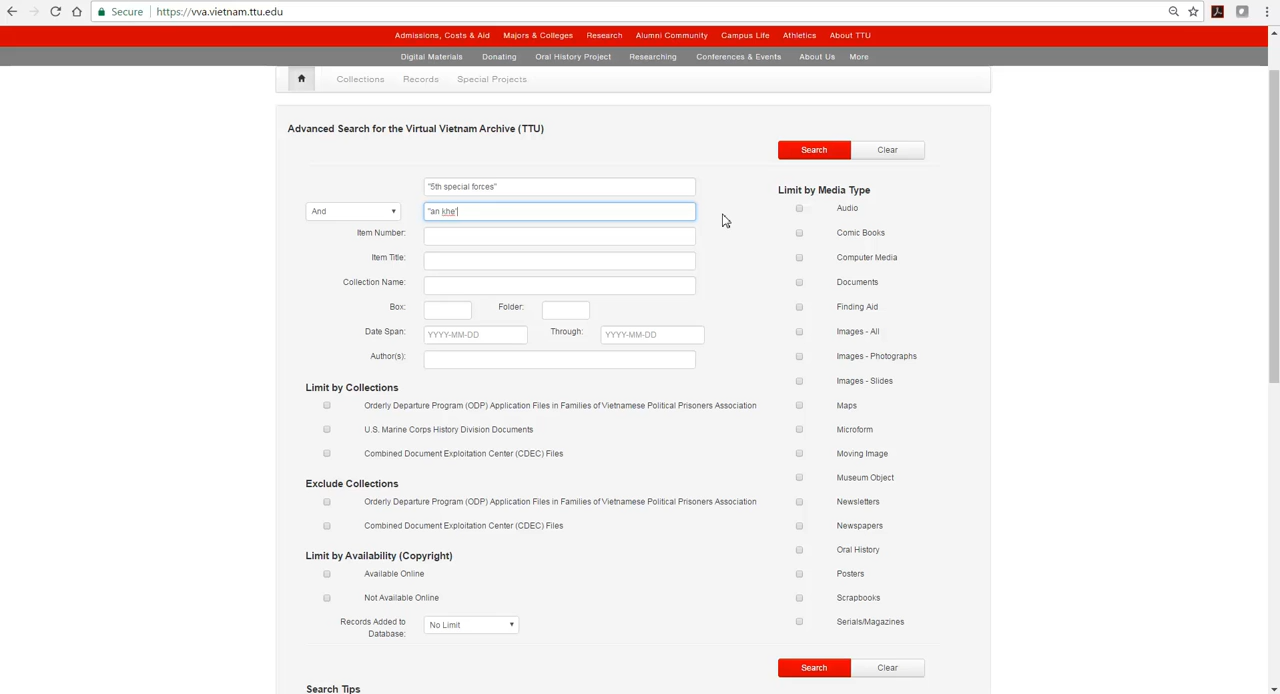 Secure
https://vva.vietnam.ttu.edu
Admissions, Costs & Aid Majors & Colleges Research Alumni Community Campus Life Athletics About TTU
Digital Materials Donating Oral History Project Researching Conferences & Events About Us More
Collections Records Special Projects
Advanced Search for the Virtual Vietnam Archive (TTU)
Search Clear
"5th special forces"
And
"an khe"
Item Number:
Item Title:
Collection Name:
Box:
Folder:
Date Span:
YYYY-MM-DD
Through:
YYYY-MM-DD
Author(s):
Limit by Collections
Orderly Departure Program (ODP) Application Files in Families of Vietnamese Political Prisoners Association
U.S. Marine Corps History Division Documents
Combined Document Exploitation Center (CDEC) Files
Exclude Collections
Orderly Departure Program (ODP) Application Files in Families of Vietnamese Political Prisoners Association
Combined Document Exploitation Center (CDEC) Files
Limit by Availability (Copyright)
Available Online
Not Available Online
Records Added to
Database:
No Limit
Limit by Media Type
Audio
Comic Books
Computer Media
Documents
Finding Aid
Images - All
Images - Photographs
Images - Slides
Maps
Microform
Moving Image
Museum Object
Newsletters
Newspapers
Oral History
Posters
Scrapbooks
Serials/Magazines
Search Clear
Search Tips